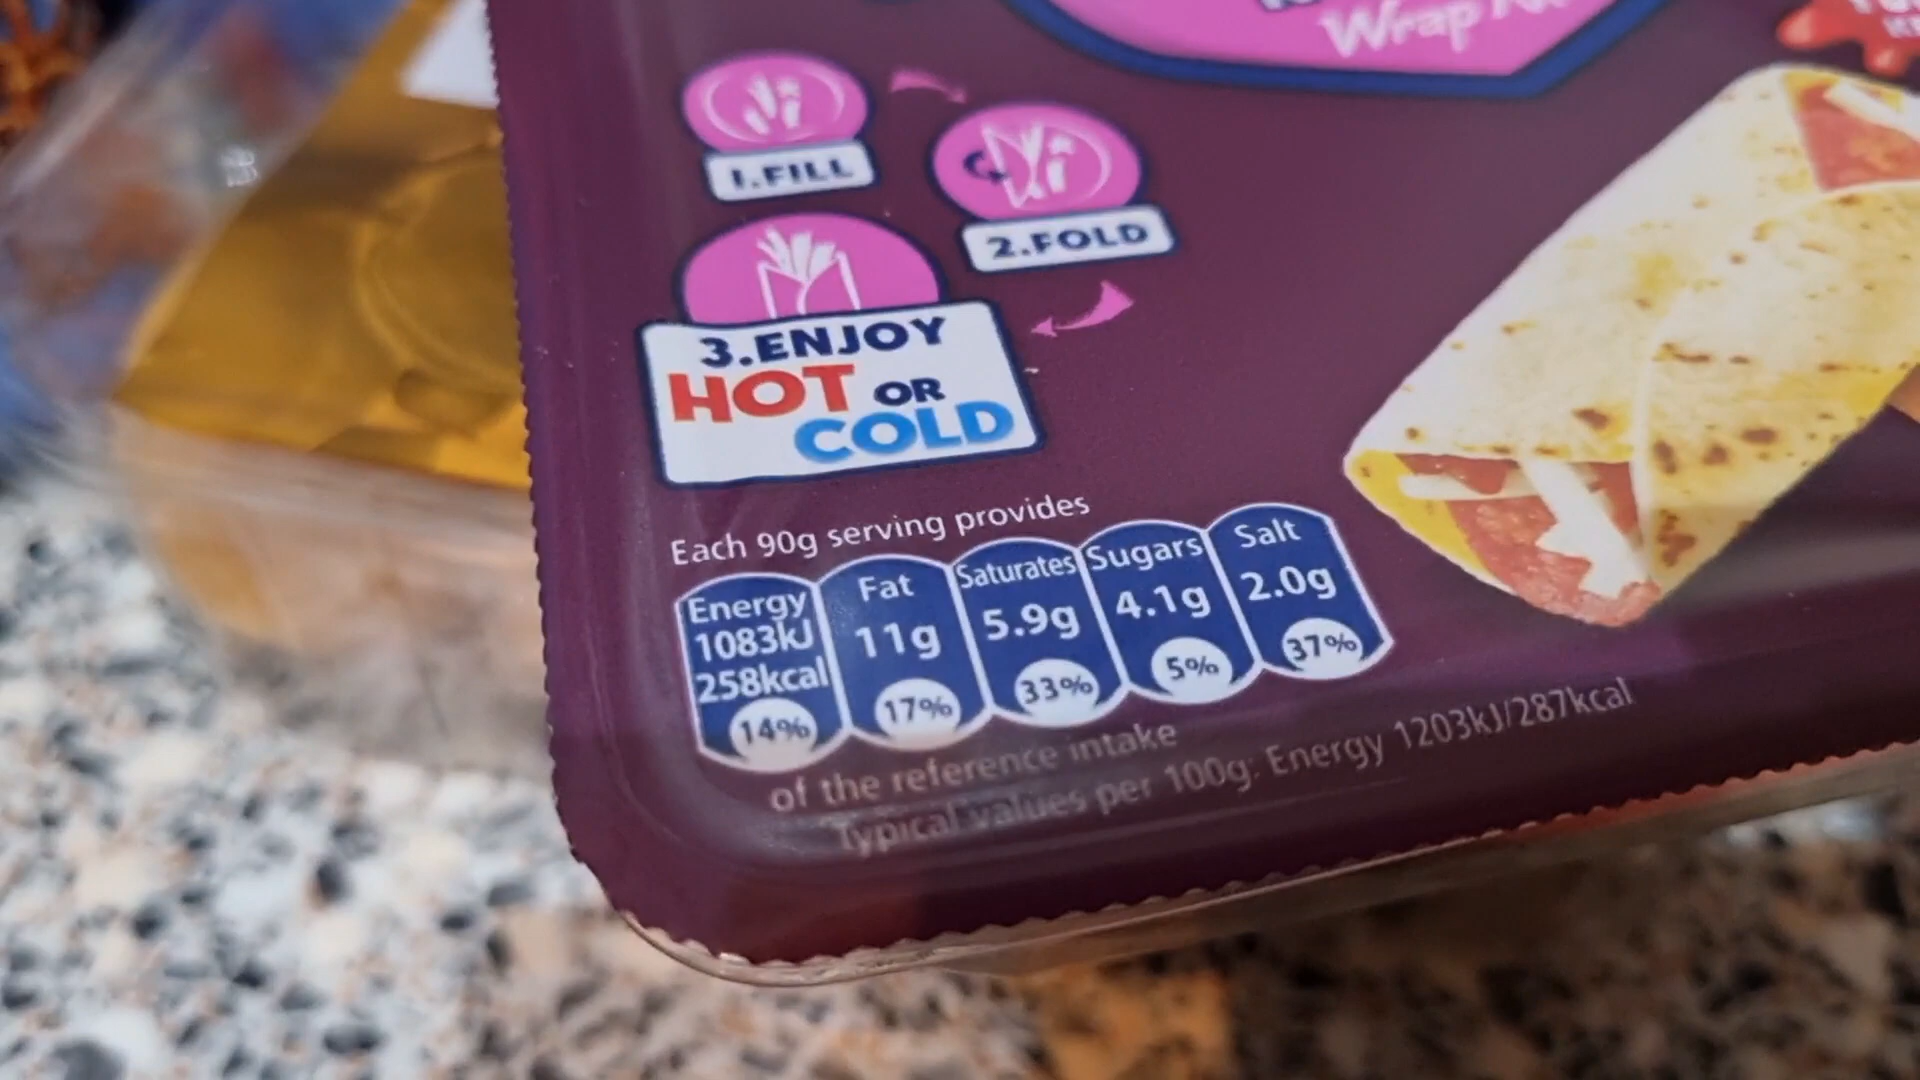 Wrap
1.FILL
2.FOLD
3.ENJOY
HOT OR
COLD
Each 90g serving provides
Energy
1083kJ
258kcal
14%
Fat
11g
17%
Saturates
5.9g
33%
Sugars
4.1g
5%
Salt
2.0g
37%
of the reference intake
Typical values per 100g: Energy 1203kJ/287kcal